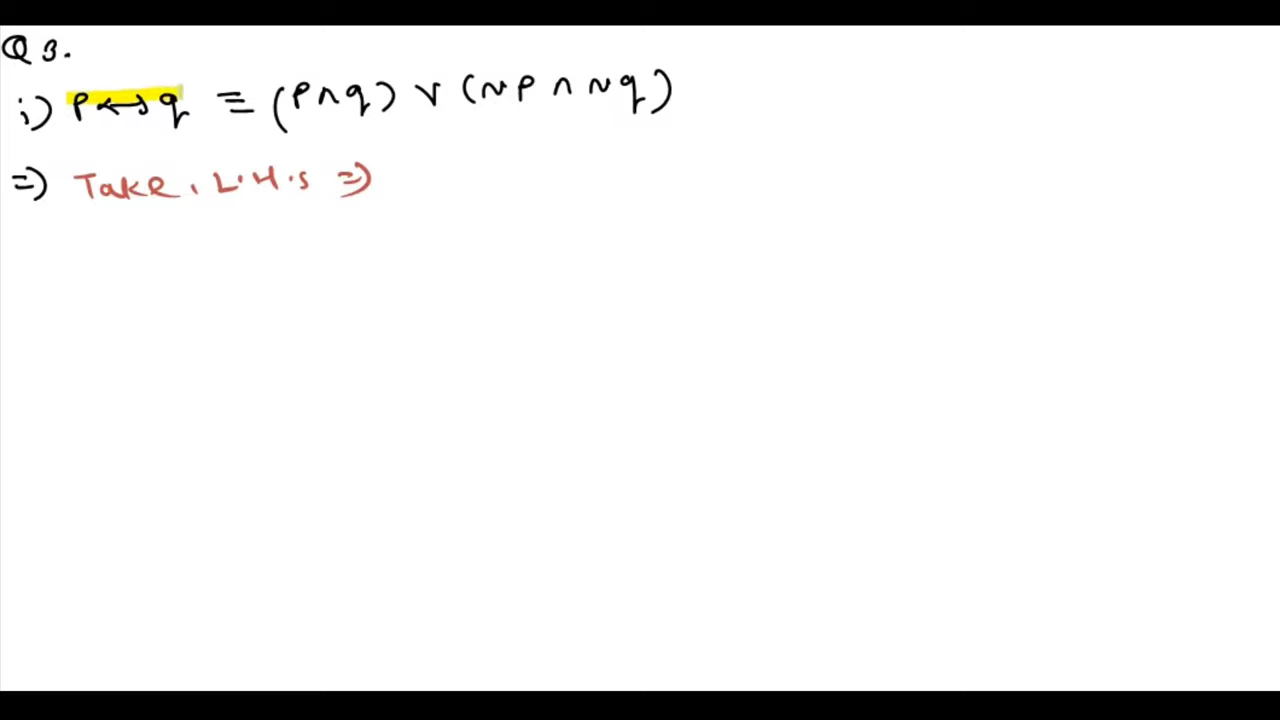 Q 3.
i) P ↔ q ≡ (P ∧ q) ∨ (~P ∧ ~q)
⇒ Take. L.H.S ⇒